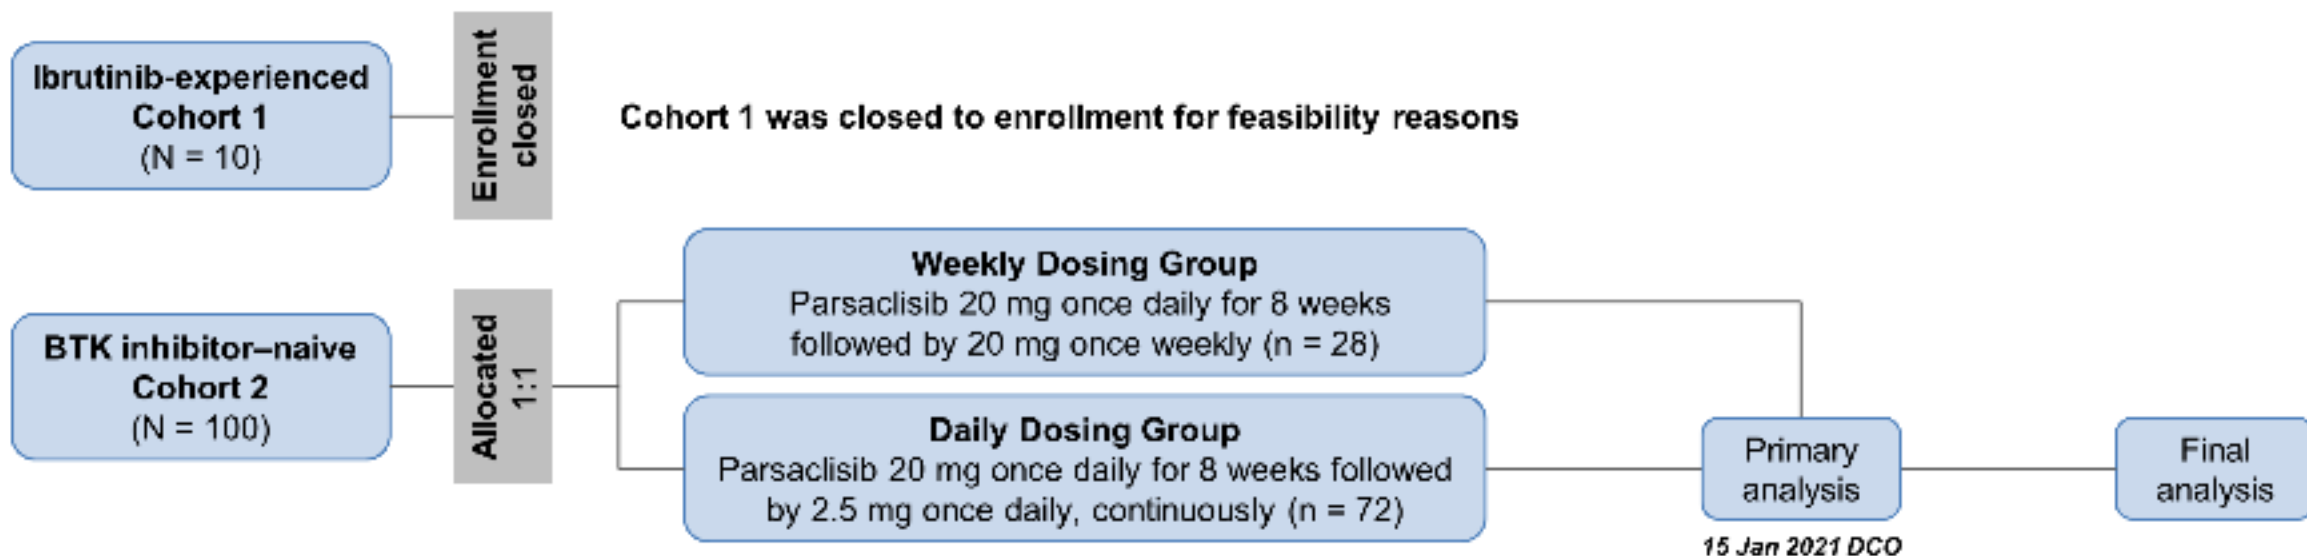 Ibrutinib-experienced
Cohort 1
(N = 10)
Enrollment
closed
Cohort 1 was closed to enrollment for feasibility reasons
BTK inhibitor–naive
Cohort 2
(N = 100)
Allocated
1:1
Weekly Dosing Group
Parsaclisib 20 mg once daily for 8 weeks
followed by 20 mg once weekly (n = 28)
Daily Dosing Group
Parsaclisib 20 mg once daily for 8 weeks followed
by 2.5 mg once daily, continuously (n = 72)
Primary
analysis
15 Jan 2021 DCO
Final
analysis